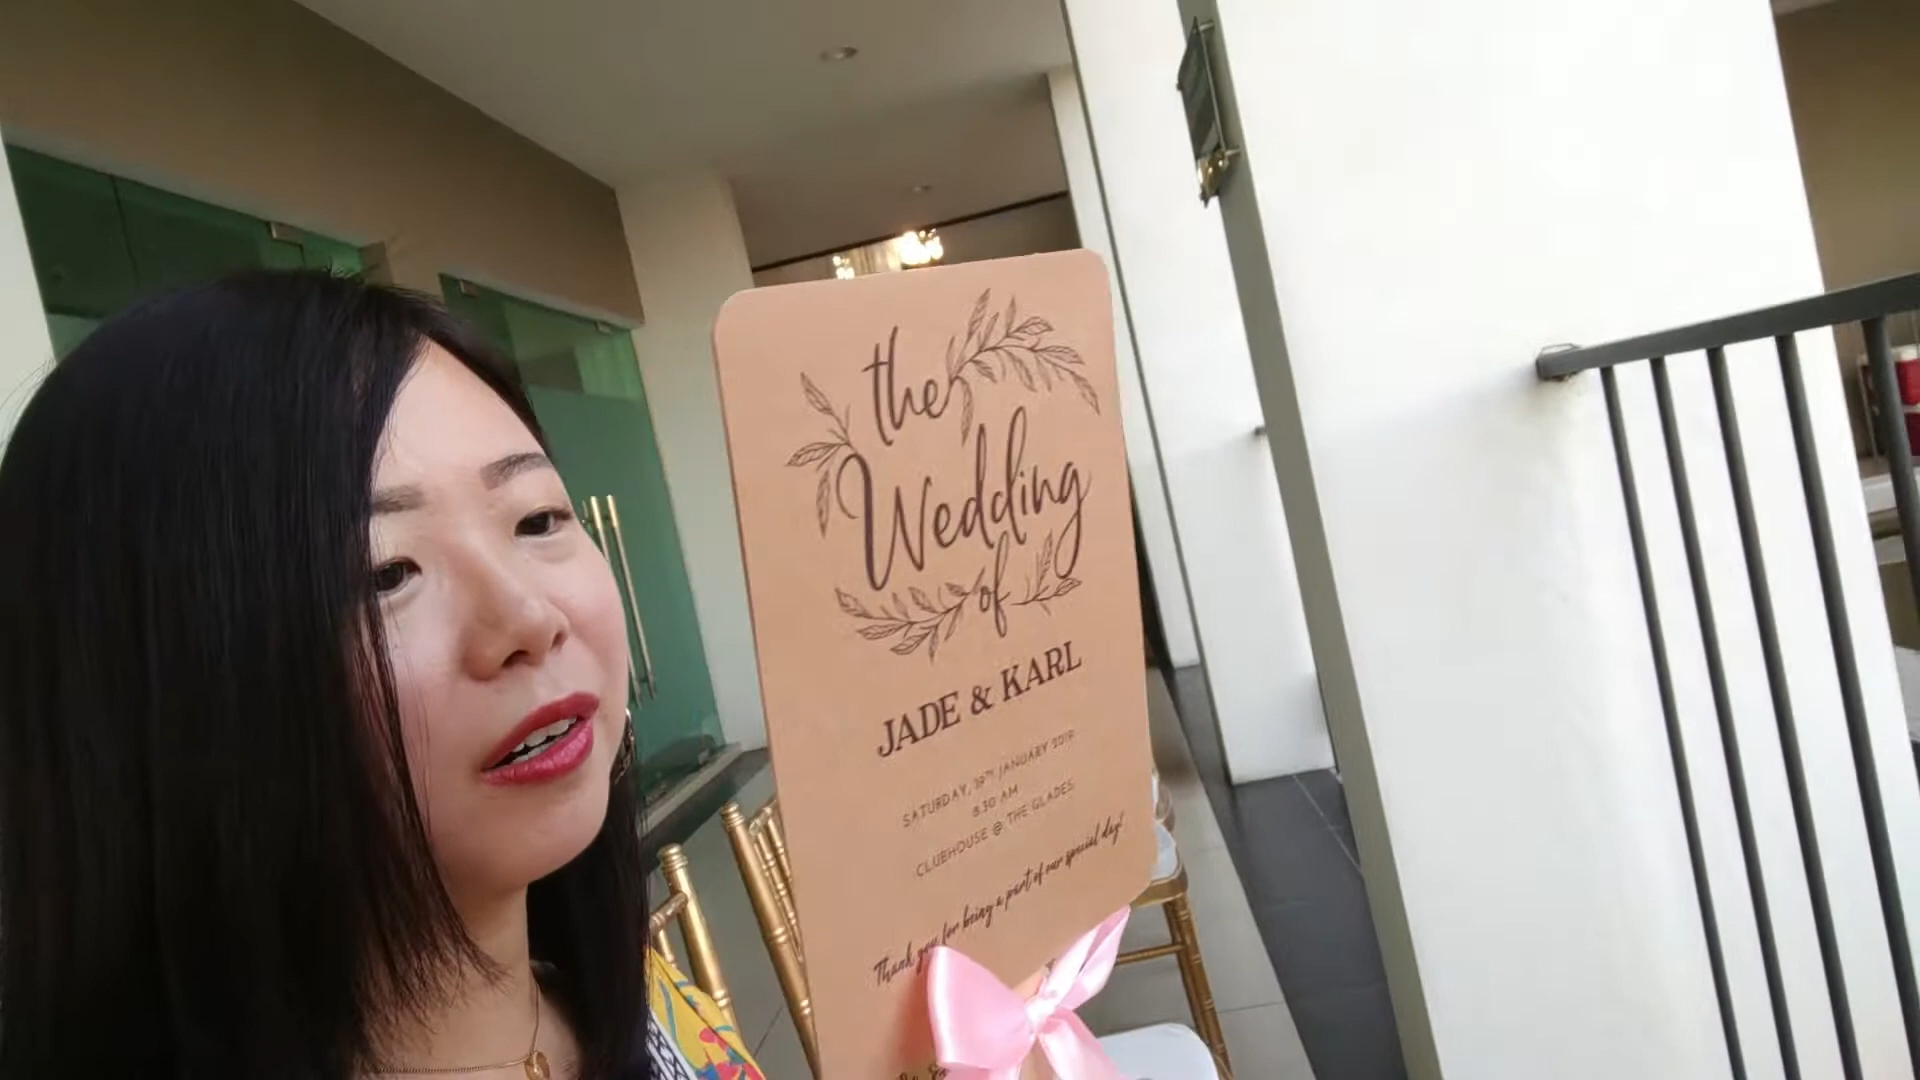 the
Wedding
of
JADE & KARL
SATURDAY, 19TH JANUARY 2019
8.30 AM
CLUBHOUSE @ THE GLADES
Thank you for being a part of our special day!